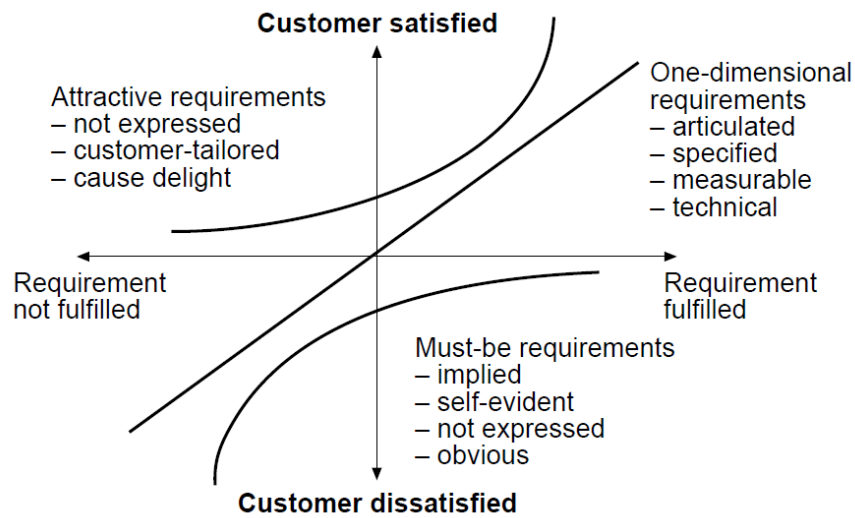 Customer satisfied
Attractive requirements
– not expressed
– customer-tailored
– cause delight
One-dimensional
requirements
– articulated
– specified
– measurable
– technical
Requirement
not fulfilled
Requirement
fulfilled
Must-be requirements
– implied
– self-evident
– not expressed
– obvious
Customer dissatisfied